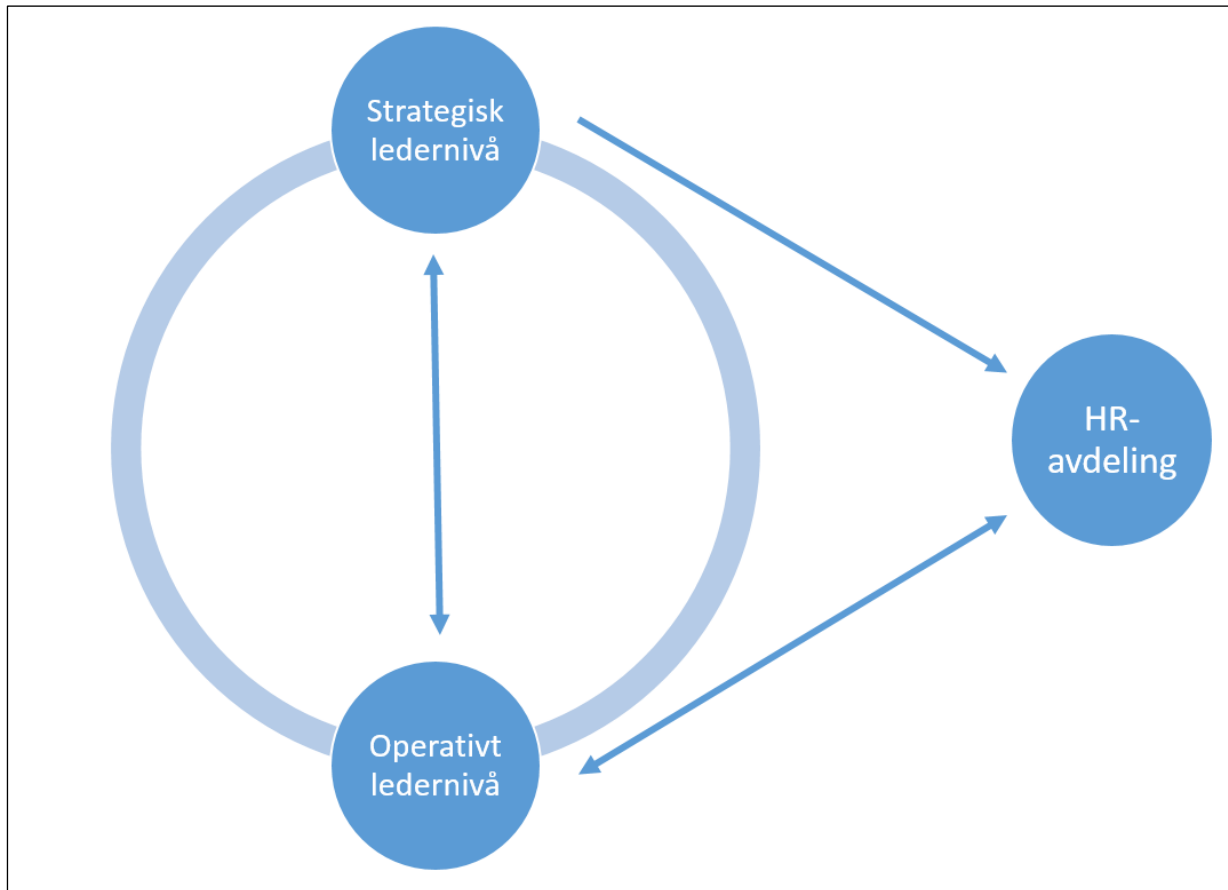 Strategisk
ledernivå
HR-
avdeling
Operativt
ledernivå